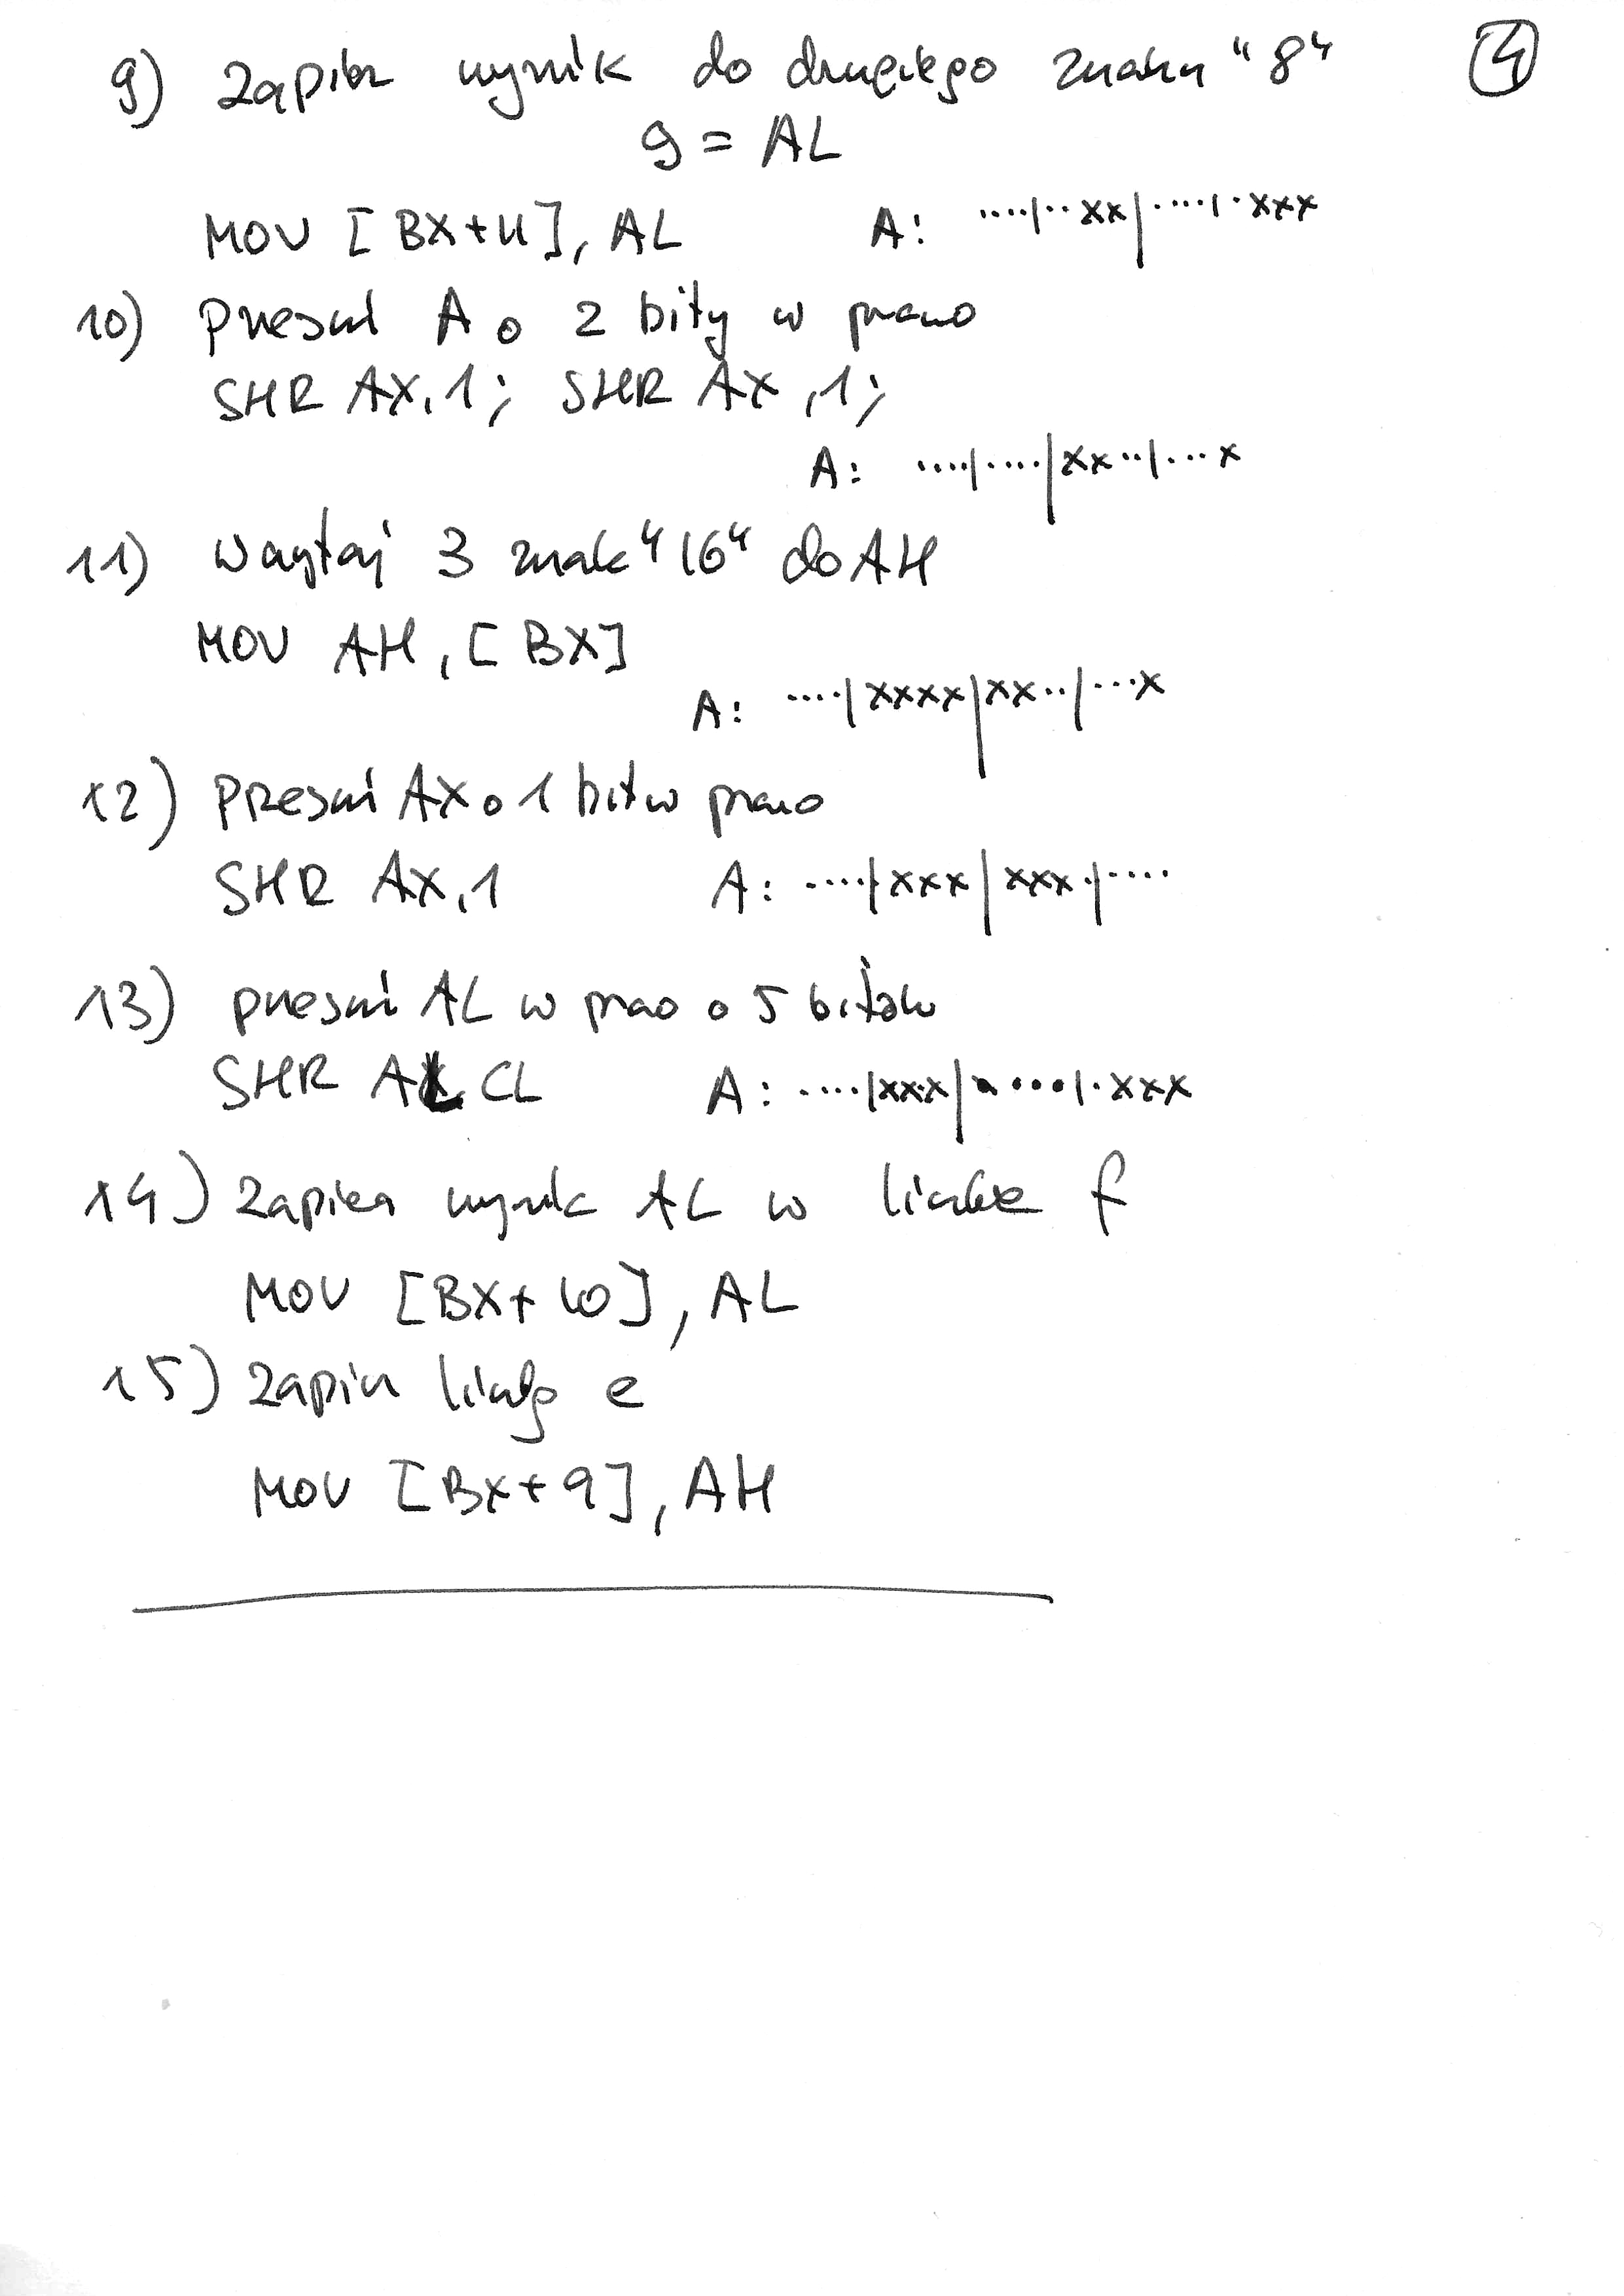 9) Zapisz wynik do drugiego znaku "8" 4
g = AL
MOV [BX+11], AL A: ....|..xx|....|.xxx
10) przesuń A o 2 bity w prawo
SHR AX,1; SHR AX,1;
A: ....|....|xx..|...x
11) wczytaj 3 znak "16" do AH
MOV AH, [BX]
A: ....|xxxx|xx..|...x
12) Przesuń AX o 1 bit w prawo
SHR AX,1 A: ....|xxx|xxx.|....
13) przesuń AL w prawo o 5 bitów
SHR AL CL A: ....|xxx|....|.xxx
14) Zapisz wynik AL w liczbie f
MOV [BX+10], AL
15) Zapisz liczbę e
MOV [BX+9], AH